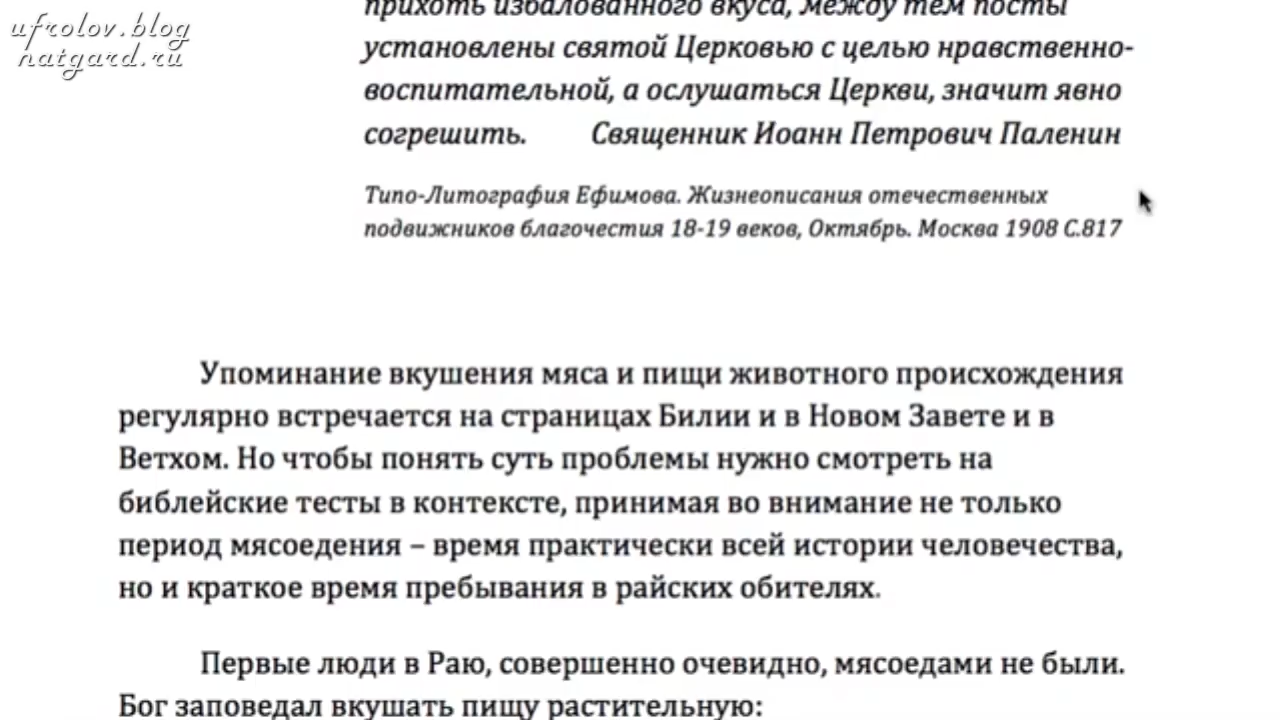 ufrolov.blog
natgard.ru
прихоть избалованного вкуса, между тем посты
установлены святой Церковью с целью нравственно-
воспитательной, а ослушаться Церкви, значит явно
согрешить. Священник Иоанн Петрович Паленин
Типо-Литография Ефимова. Жизнеописания отечественных
подвижников благочестия 18-19 веков, Октябрь. Москва 1908 С.817
Упоминание вкушения мяса и пищи животного происхождения
регулярно встречается на страницах Билии и в Новом Завете и в
Ветхом. Но чтобы понять суть проблемы нужно смотреть на
библейские тесты в контексте, принимая во внимание не только
период мясоедения – время практически всей истории человечества,
но и краткое время пребывания в райских обителях.
Первые люди в Раю, совершенно очевидно, мясоедами не были.
Бог заповедал вкушать пищу растительную: